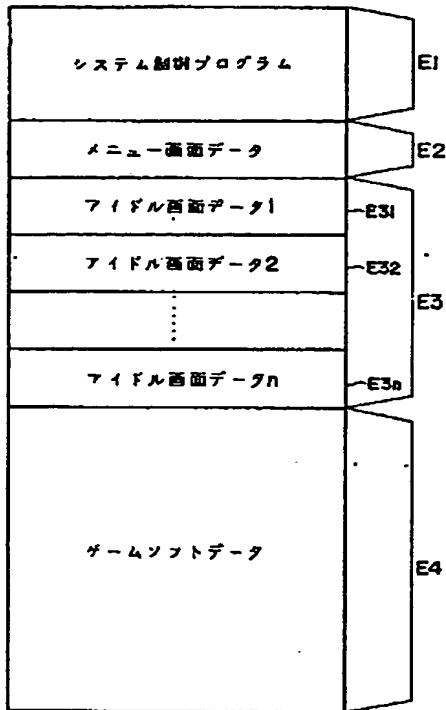 システム制御プログラム
E1
メニュー画面データ
E2
アイドル画面データ1
E31
アイドル画面データ2
E32
E3
アイドル画面データn
E3n
ゲームソフトデータ
E4